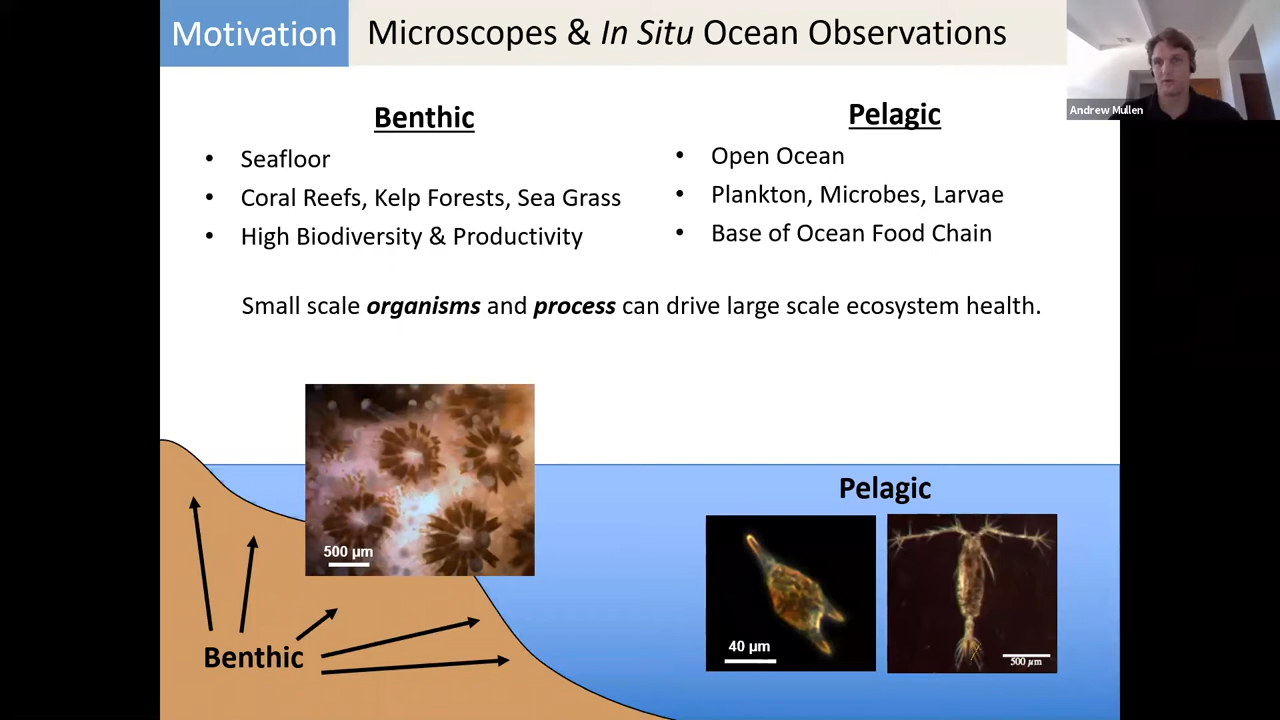 Motivation
Microscopes & In Situ Ocean Observations
Andrew Mullen
Benthic
• Seafloor
• Coral Reefs, Kelp Forests, Sea Grass
• High Biodiversity & Productivity
Pelagic
• Open Ocean
• Plankton, Microbes, Larvae
• Base of Ocean Food Chain
Small scale organisms and process can drive large scale ecosystem health.
500 µm
Benthic
Pelagic
40 µm
500 µm